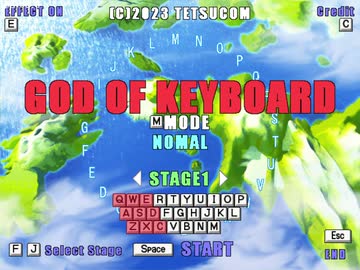 EFFECT ON (C)2023 TETSUCOM Credit
E C
J K L M N O P Q
GOD OF KEYBOARD
M MODE
NOMAL
G F E D
S T U V
STAGE1
Q W E R T Y U I O P
A S D F G H J K L
Z X C V B N M
F J Select Stage Space START
Esc
END